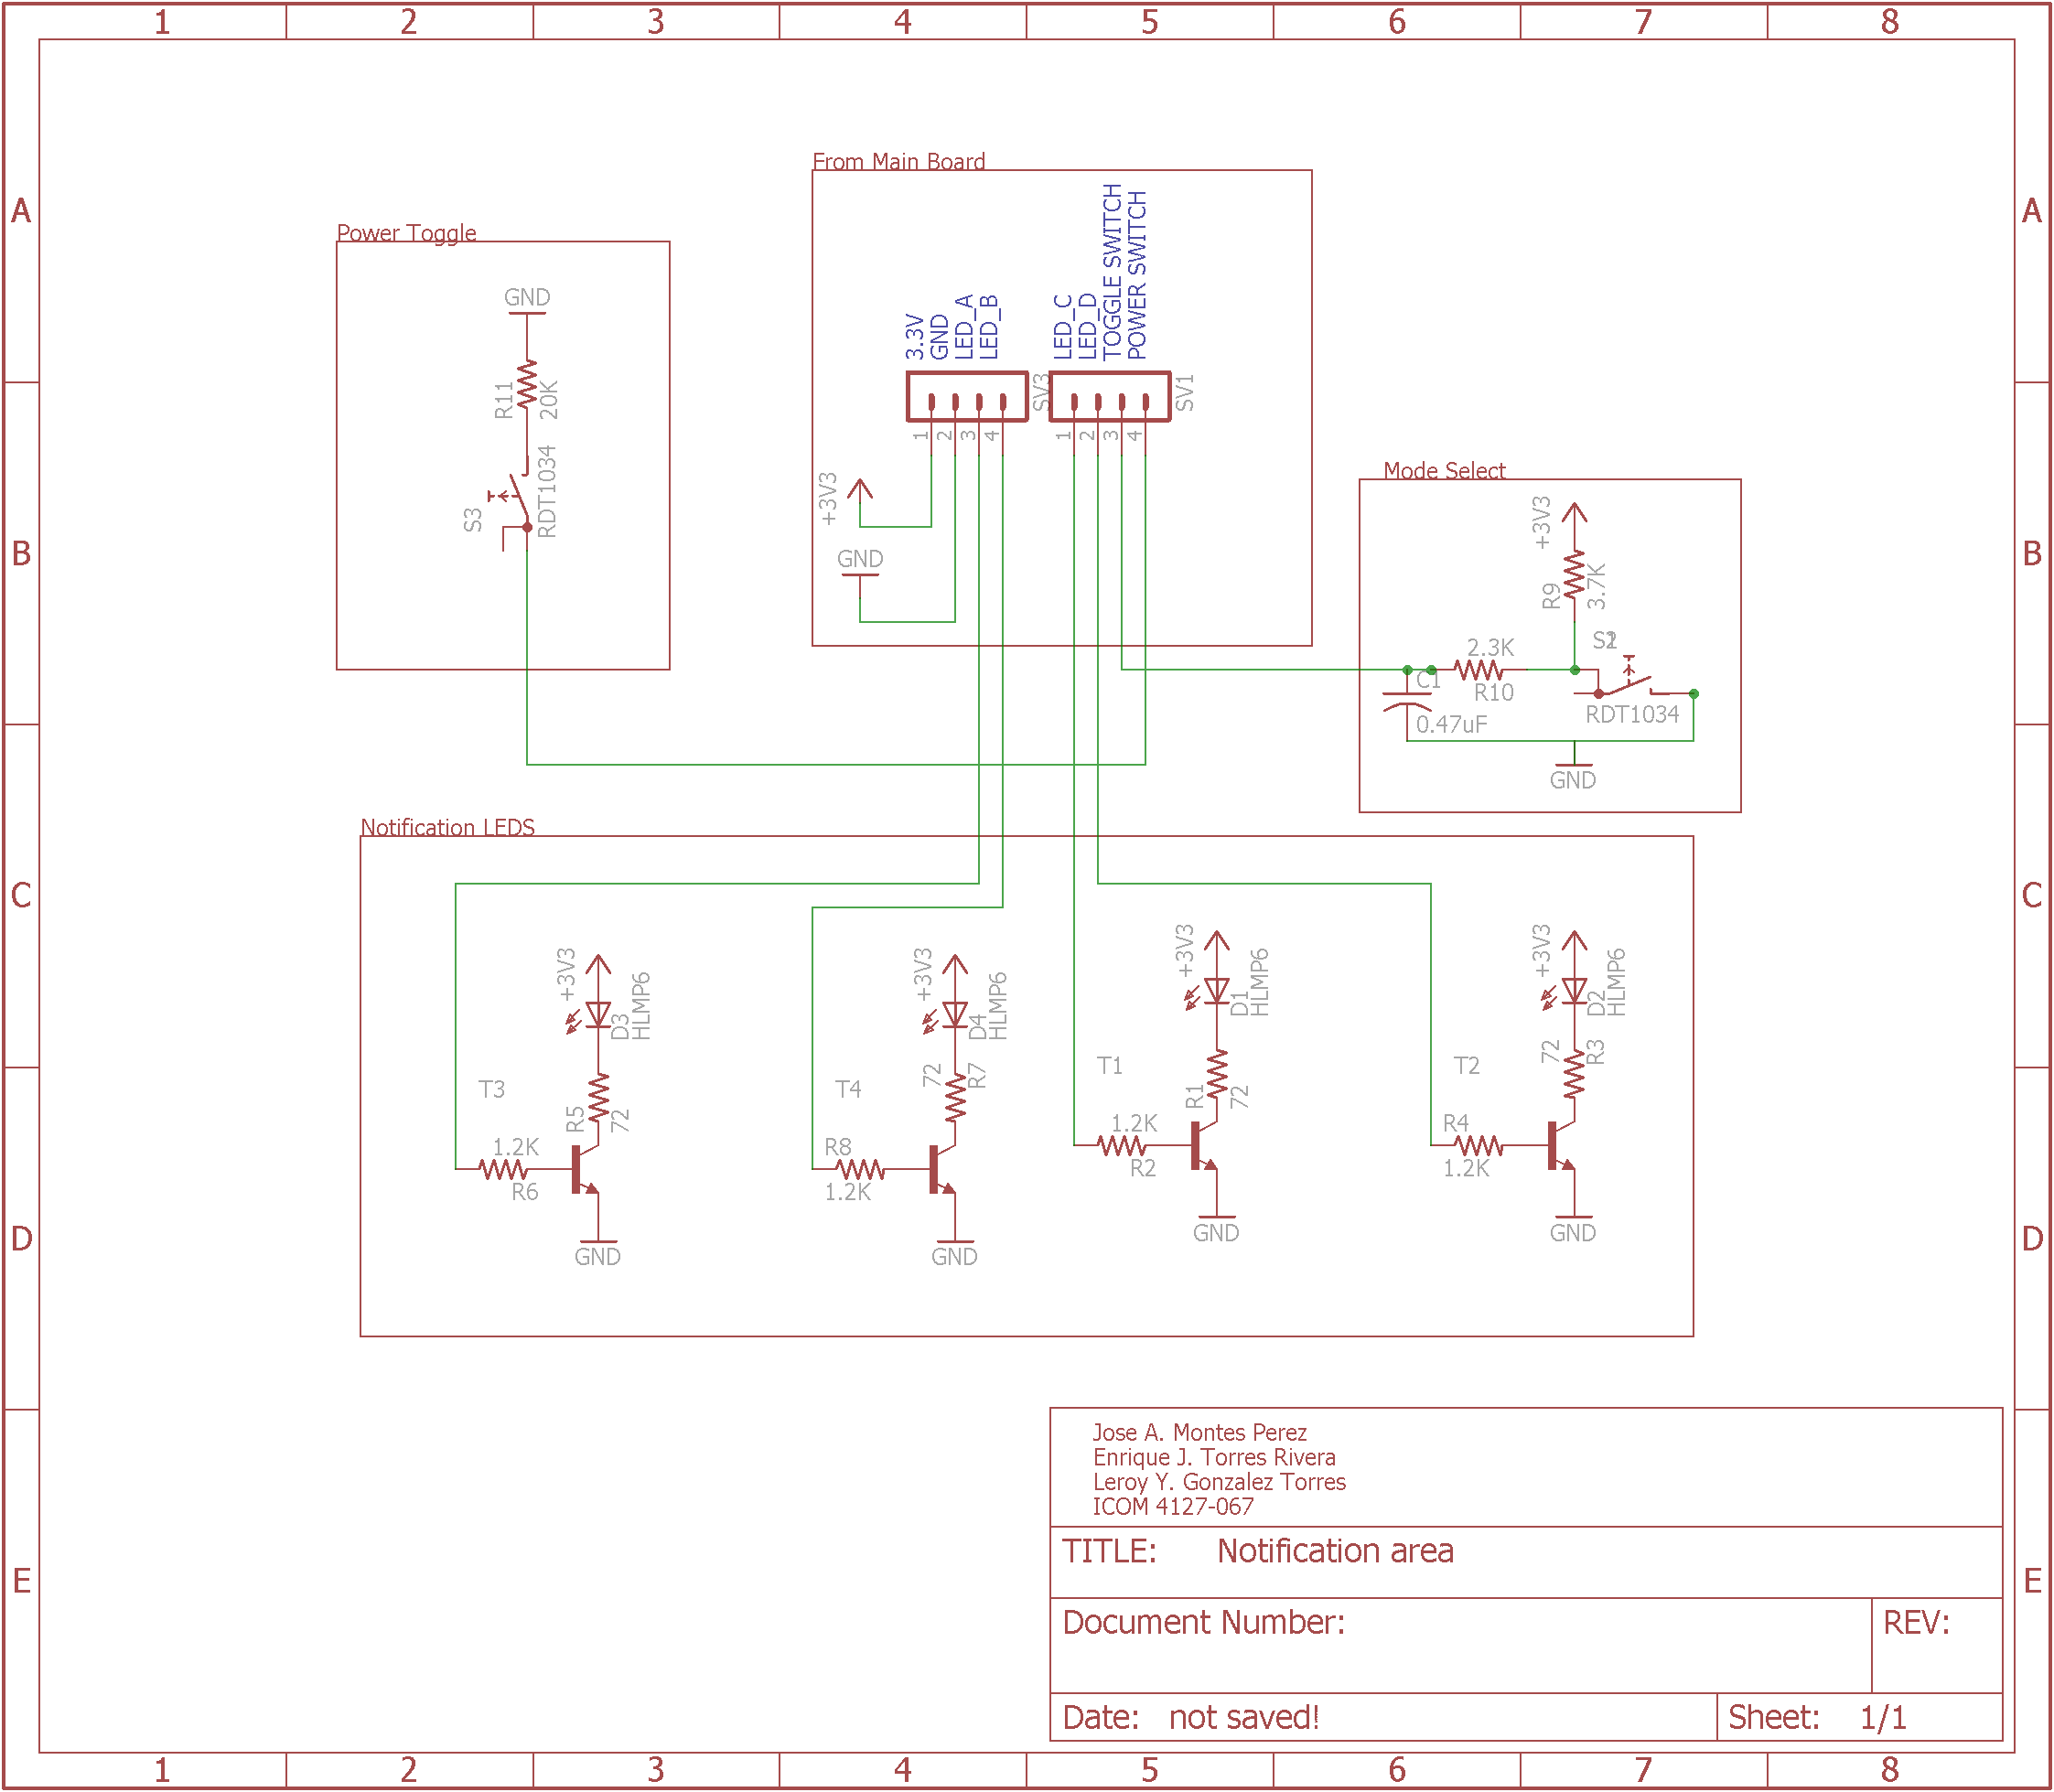 1 2 3 4 5 6 7 8
A A
B B
C C
D D
E E
From Main Board
3.3V
GND
LED_A
LED_B
LED_C
LED_D
TOGGLE SWITCH
POWER SWITCH
SV3
SV1
1 2 3 4
1 2 3 4
+3V3
GND
Power Toggle
GND
R11
20K
S3
RDT1034
Mode Select
+3V3
R9
3.7K
2.3K
R10
C1
0.47uF
RDT1034
GND
Notification LEDS
+3V3
D3
HLMP6
T3
R5
72
1.2K
R6
GND
+3V3
D4
HLMP6
T4
72
R7
R8
1.2K
GND
+3V3
D1
HLMP6
T1
R1
72
1.2K
R2
GND
+3V3
D2
HLMP6
T2
72
R3
R4
1.2K
GND
Jose A. Montes Perez
Enrique J. Torres Rivera
Leroy Y. Gonzalez Torres
ICOM 4127-067
TITLE: Notification area
Document Number:
REV:
Date: not saved!
Sheet: 1/1
1 2 3 4 5 6 7 8